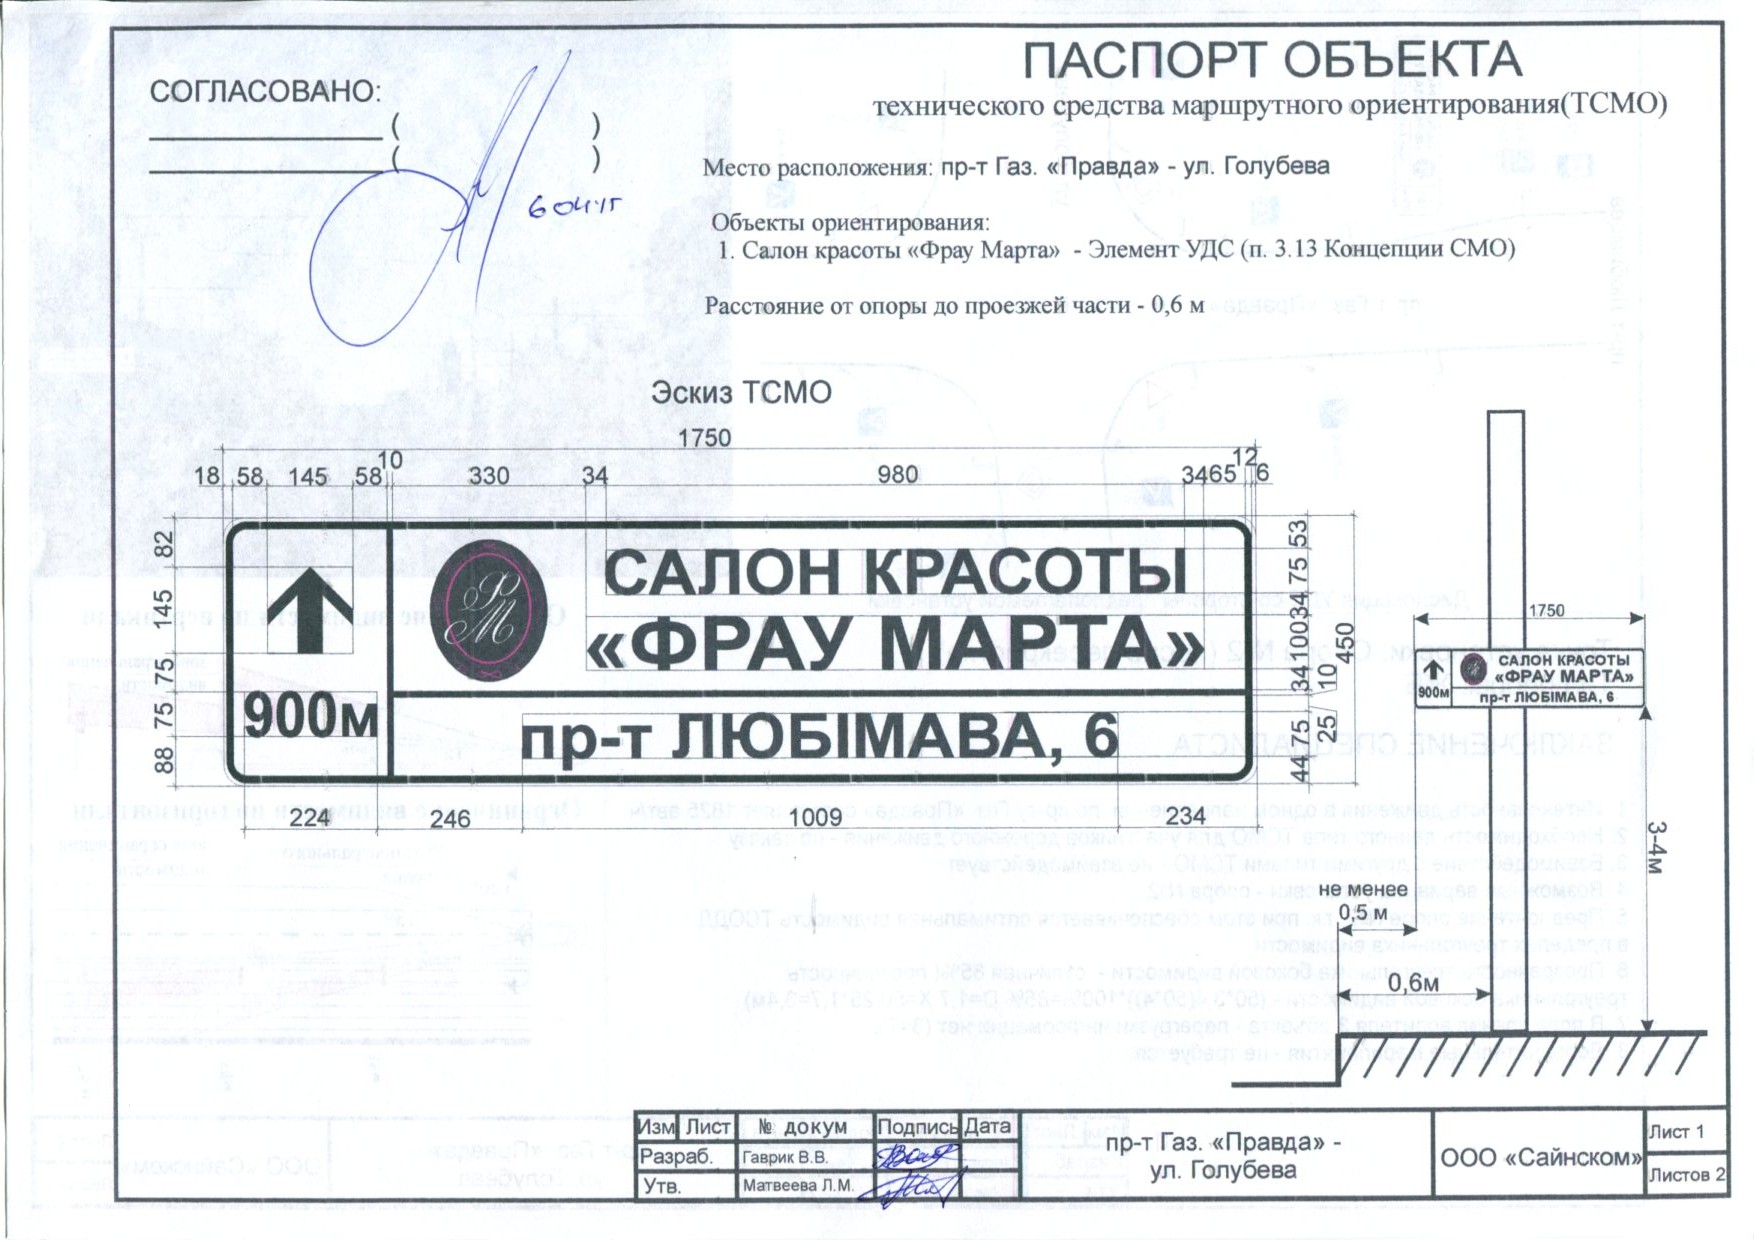 СОГЛАСОВАНО:
ПАСПОРТ ОБЪЕКТА
технического средства маршрутного ориентирования(ТСМО)
(                )
(                )
Место расположения: пр-т Газ. «Правда» - ул. Голубева
Объекты ориентирования:
1. Салон красоты «Фрау Марта»  - Элемент УДС (п. 3.13 Концепции СМО)
Расстояние от опоры до проезжей части - 0,6 м
Эскиз ТСМО
1750
18 58 145 58 10 330 34 980 34 65 12 6
82
145
75
75
88
900м
SM
САЛОН КРАСОТЫ
«ФРАУ МАРТА»
пр-т ЛЮБІМАВА, 6
53
75
34
100
34
10
25
75
44
450
224 246 1009 234
1750
900м
САЛОН КРАСОТЫ
«ФРАУ МАРТА»
пр-т ЛЮБІМАВА, 6
3-4м
не менее
0,5 м
0,6м
Изм Лист № докум Подпись Дата
Разраб. Гаврик В.В.
Утв. Матвеева Л.М.
пр-т Газ. «Правда» -
ул. Голубева
ООО «Сайнском»
Лист 1
Листов 2